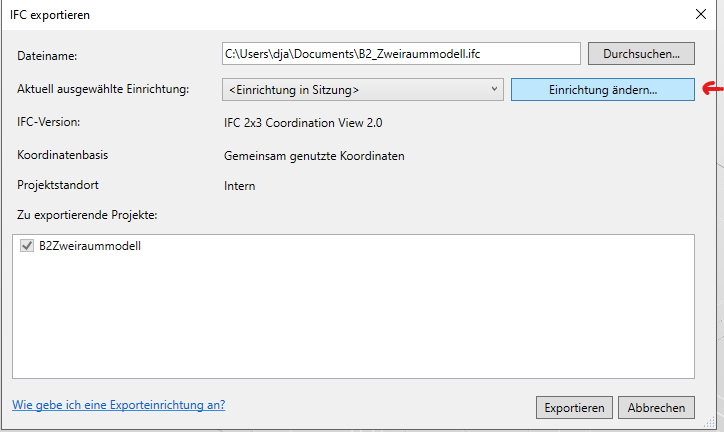 IFC exportieren
Dateiname:
C:\Users\dja\Documents\B2_Zweiraummodell.ifc
Durchsuchen...
Aktuell ausgewählte Einrichtung:
<Einrichtung in Sitzung>
Einrichtung ändern...
IFC-Version:
IFC 2x3 Coordination View 2.0
Koordinatenbasis
Gemeinsam genutzte Koordinaten
Projektstandort
Intern
Zu exportierende Projekte:
B2Zweiraummodell
Wie gebe ich eine Exporteinrichtung an?
Exportieren
Abbrechen